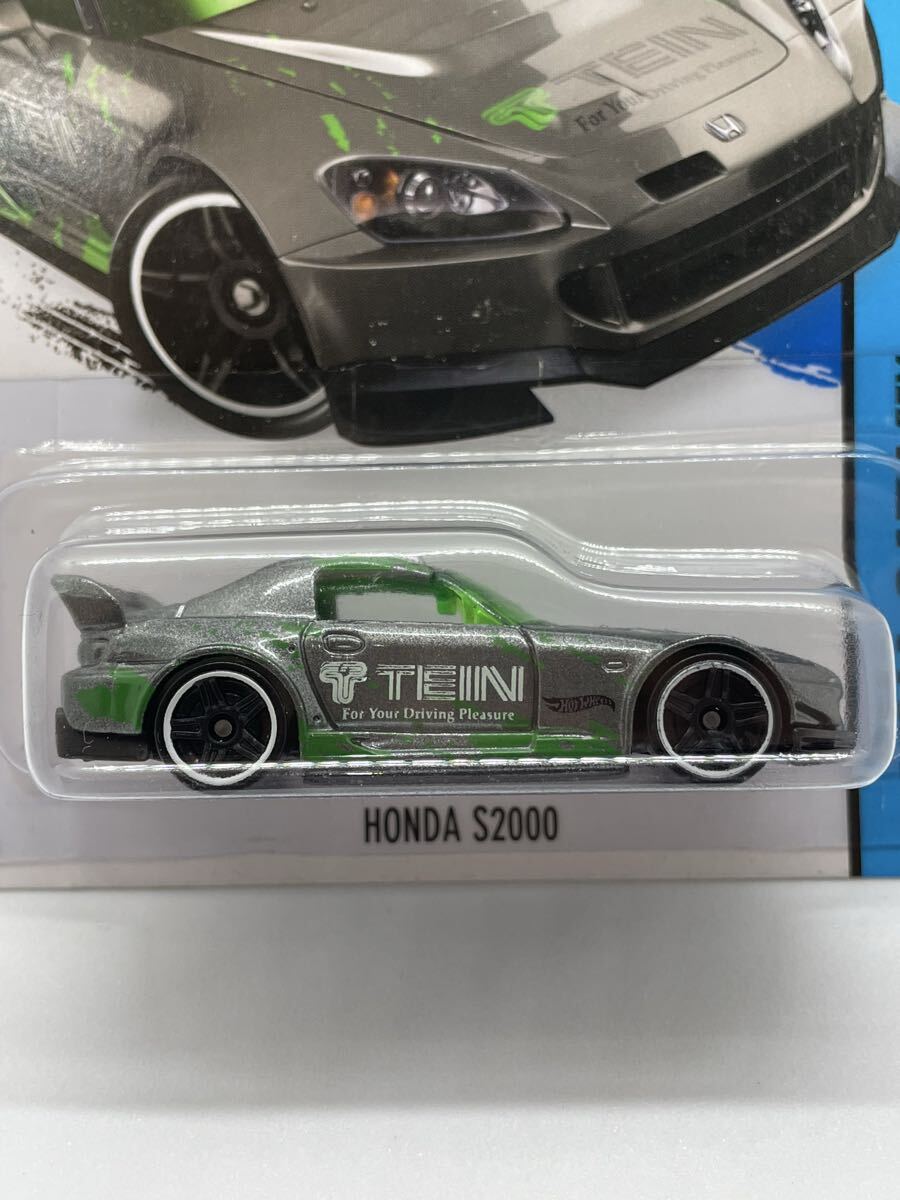 TEIN
For Your Driving Pleasure
TEIN
For Your Driving Pleasure
HOT WHEELS
HONDA S2000